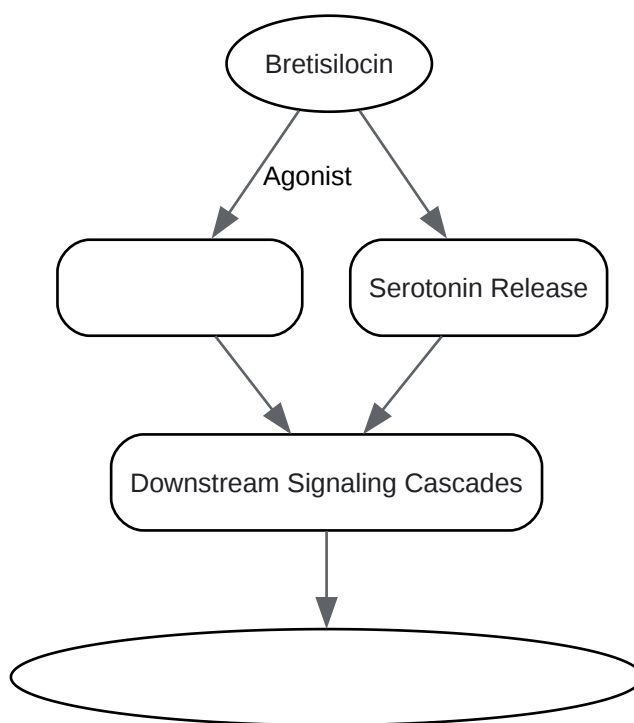 Bretisilocin
Agonist
Serotonin Release
Downstream Signaling Cascades